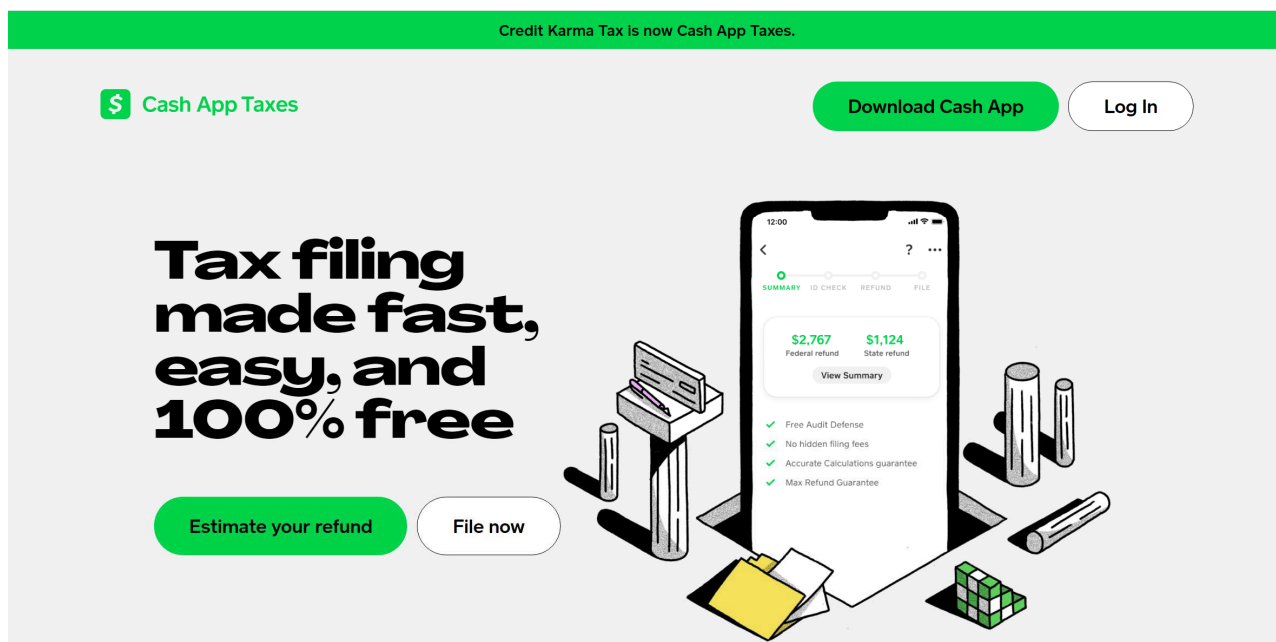 Credit Karma Tax is now Cash App Taxes.
$ Cash App Taxes
Download Cash App
Log In
Tax filing
made fast,
easy, and
100% free
Estimate your refund
File now
12:00
?
SUMMARY ID CHECK REFUND FILE
$2,767 $1,124
Federal refund State refund
View Summary
Free Audit Defense
No hidden filing fees
Accurate Calculations guarantee
Max Refund Guarantee